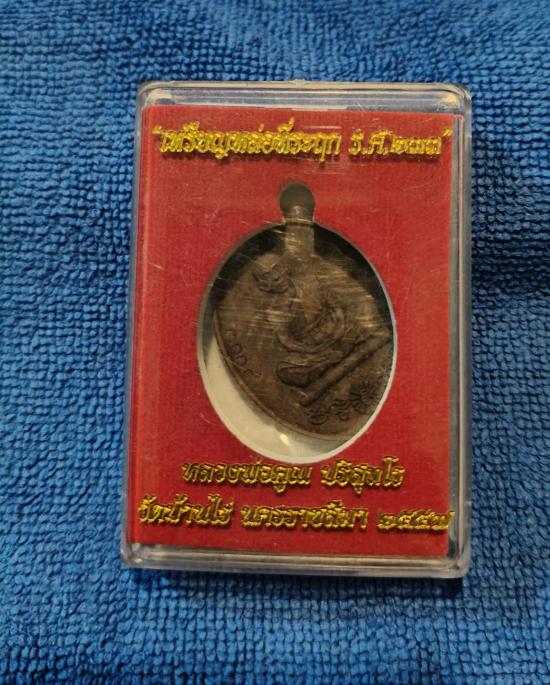 "เหรียญหล่อที่ระฤก ร.ศ.๒๓๓"
หลวงพ่อคูณ ปริสุทโธ
วัดบ้านไร่ นครราชสีมา ๒๕๕๗